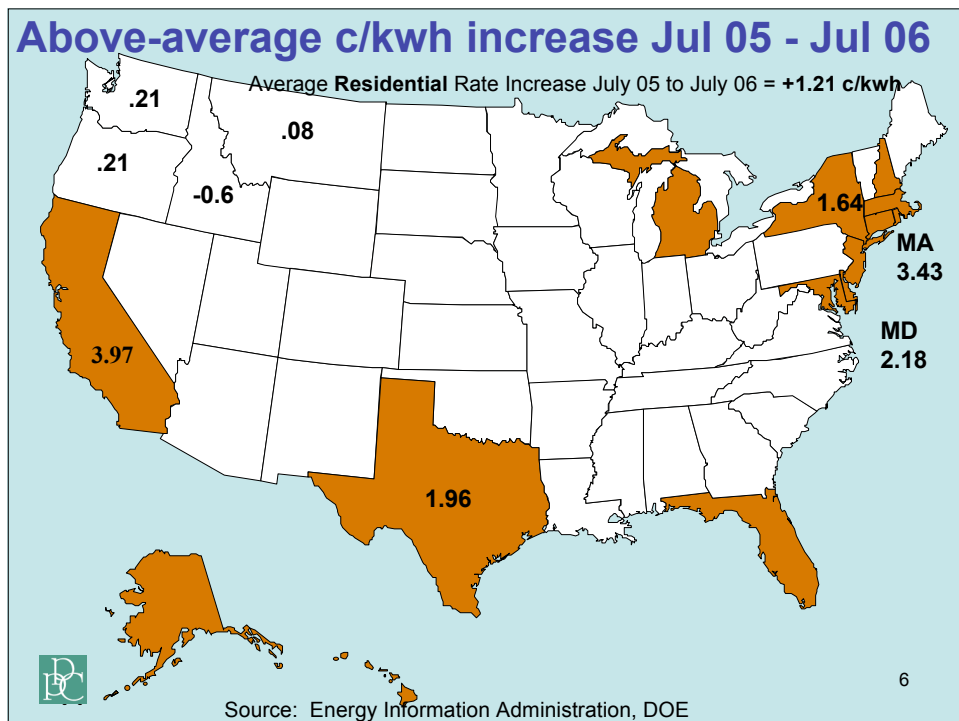 Above-average c/kwh increase Jul 05 - Jul 06
Average Residential Rate Increase July 05 to July 06 = +1.21 c/kwh
.21
.08
.21
-0.6
1.64
MA
3.43
MD
2.18
3.97
1.96
PPC
6
Source: Energy Information Administration, DOE